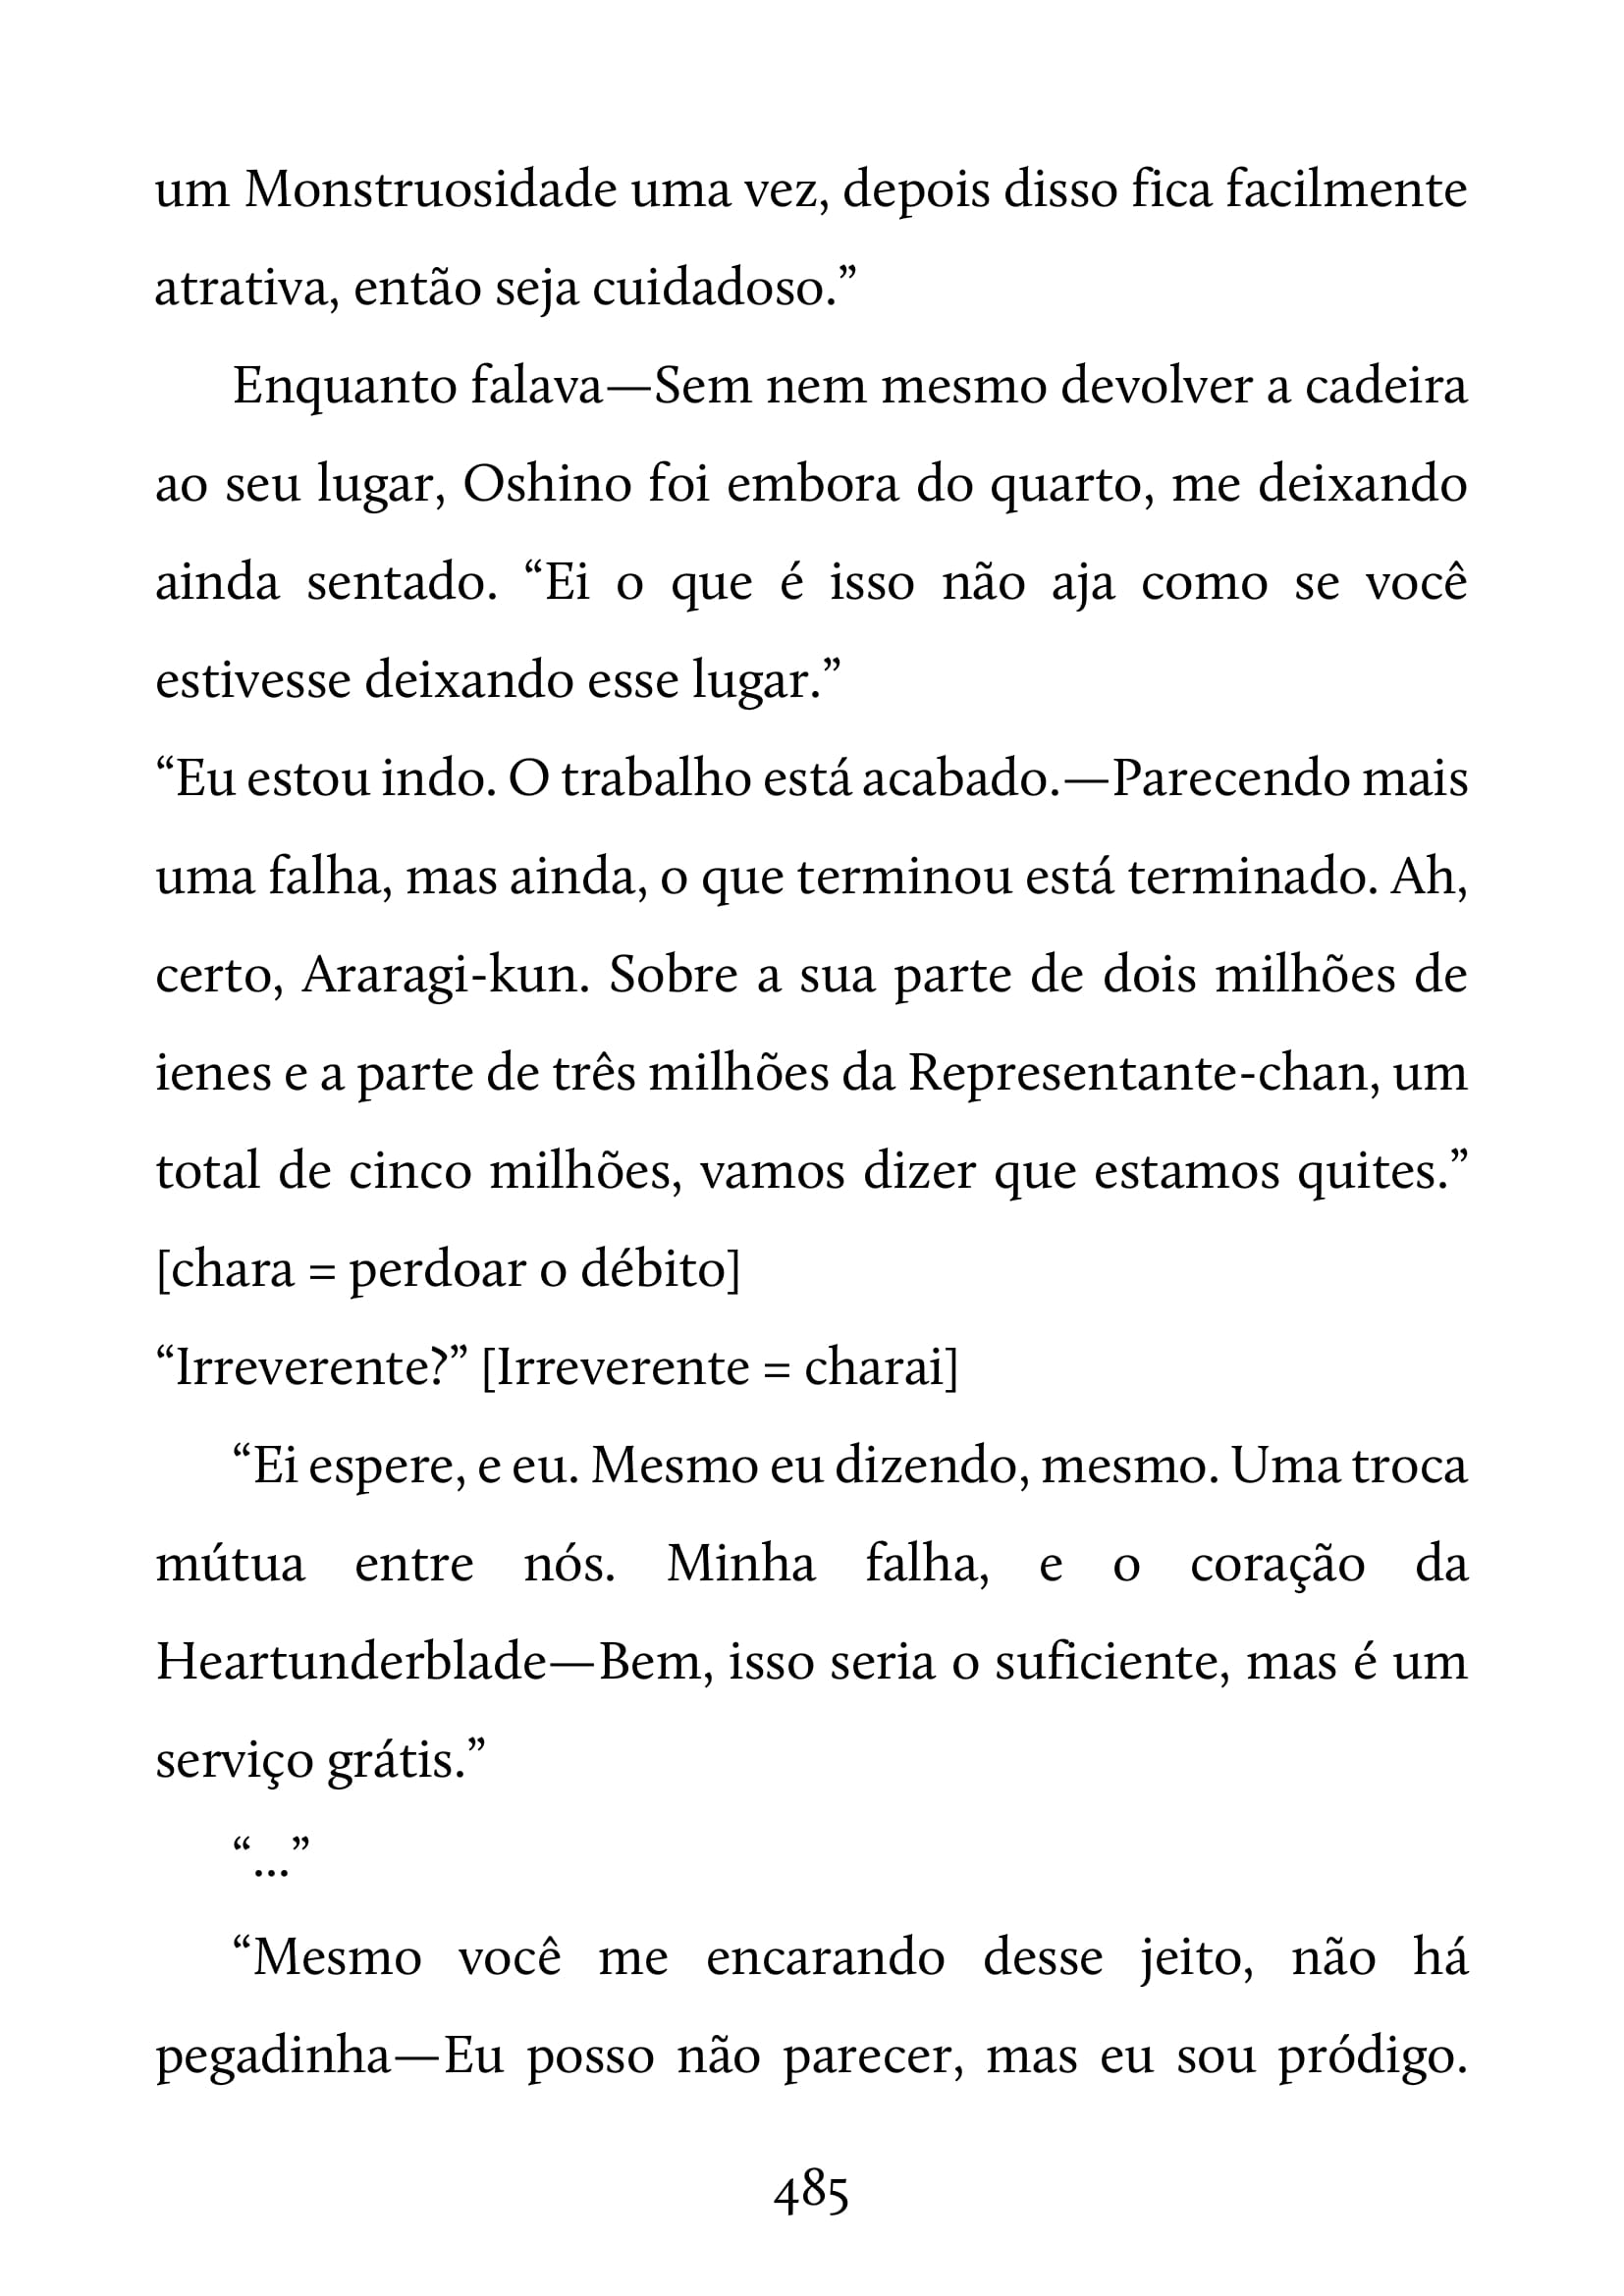 um Monstruosidade uma vez, depois disso fica facilmente
atrativa, então seja cuidadoso.”
Enquanto falava—Sem nem mesmo devolver a cadeira
ao seu lugar, Oshino foi embora do quarto, me deixando
ainda sentado. “Ei o que é isso não aja como se você
estivesse deixando esse lugar.”
“Eu estou indo. O trabalho está acabado.—Parecendo mais
uma falha, mas ainda, o que terminou está terminado. Ah,
certo, Araragi-kun. Sobre a sua parte de dois milhões de
ienes e a parte de três milhões da Representante-chan, um
total de cinco milhões, vamos dizer que estamos quites.”
[chara = perdoar o débito]
“Irreverente?” [Irreverente = charai]
“Ei espere, e eu. Mesmo eu dizendo, mesmo. Uma troca
mútua entre nós. Minha falha, e o coração da
Heartunderblade—Bem, isso seria o suficiente, mas é um
serviço grátis.”
“...”
“Mesmo você me encarando desse jeito, não há
pegadinha—Eu posso não parecer, mas eu sou pródigo.
485